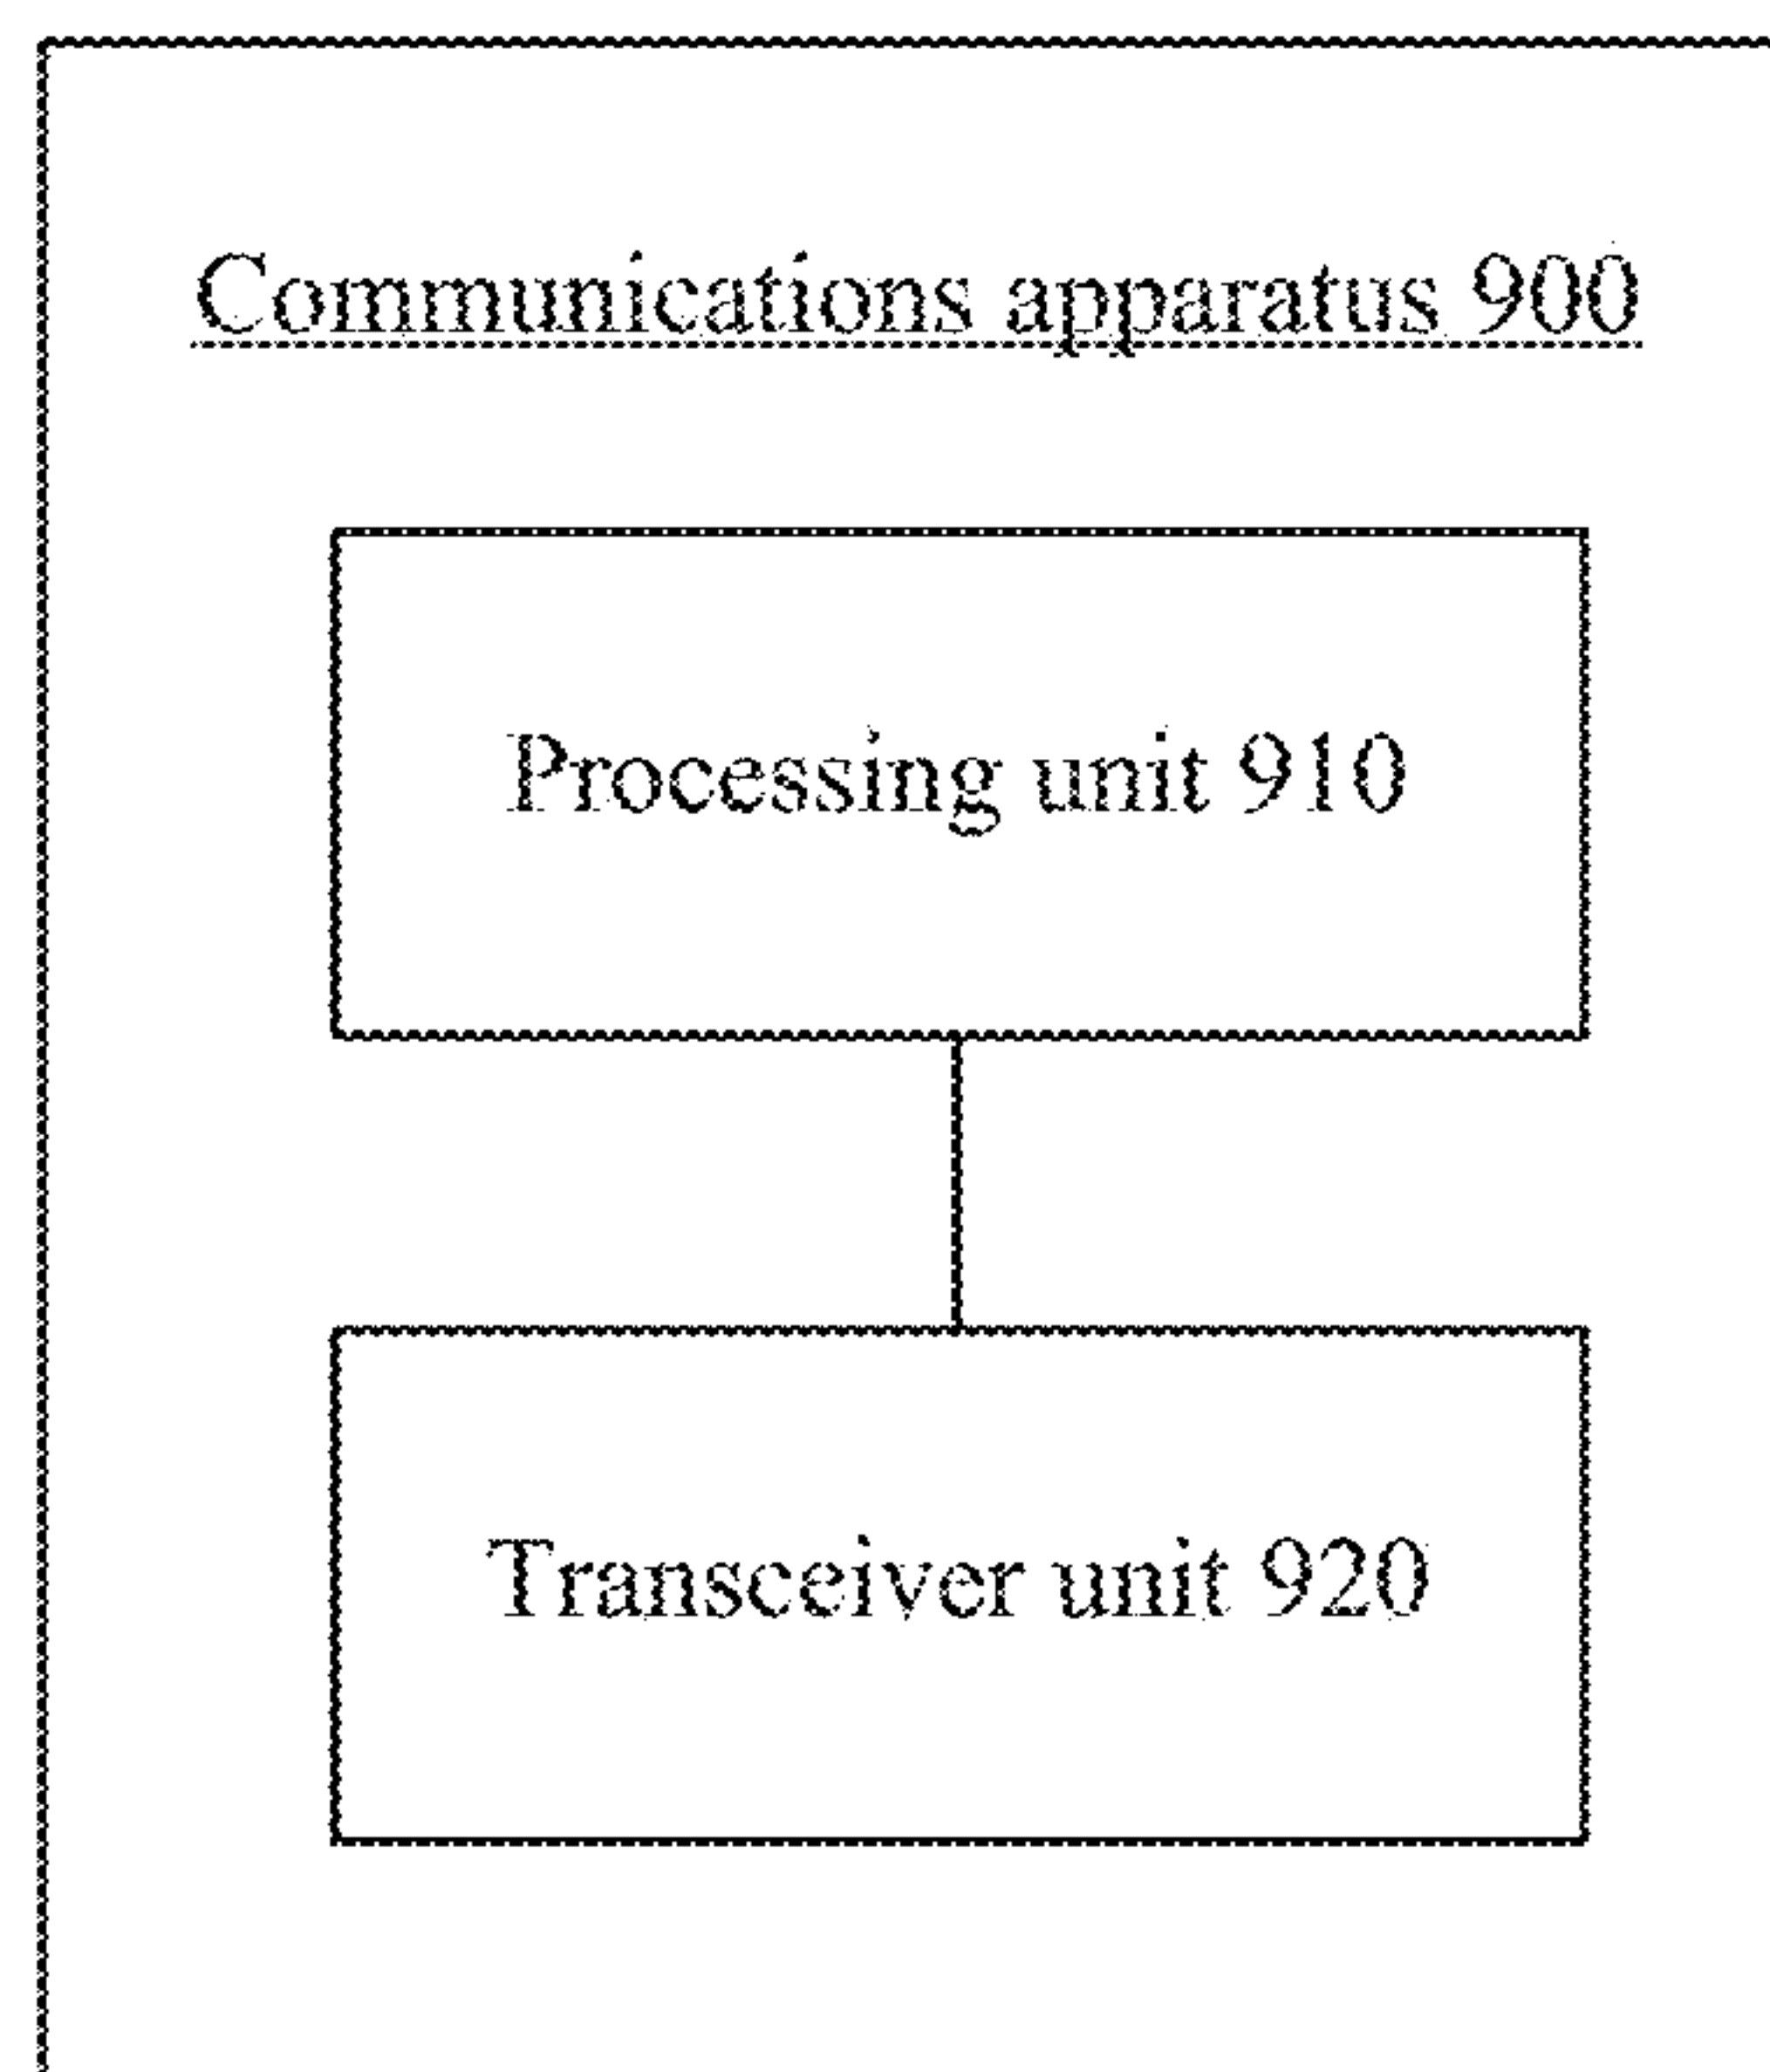 Communications apparatus 900
Processing unit 910
Transceiver unit 920